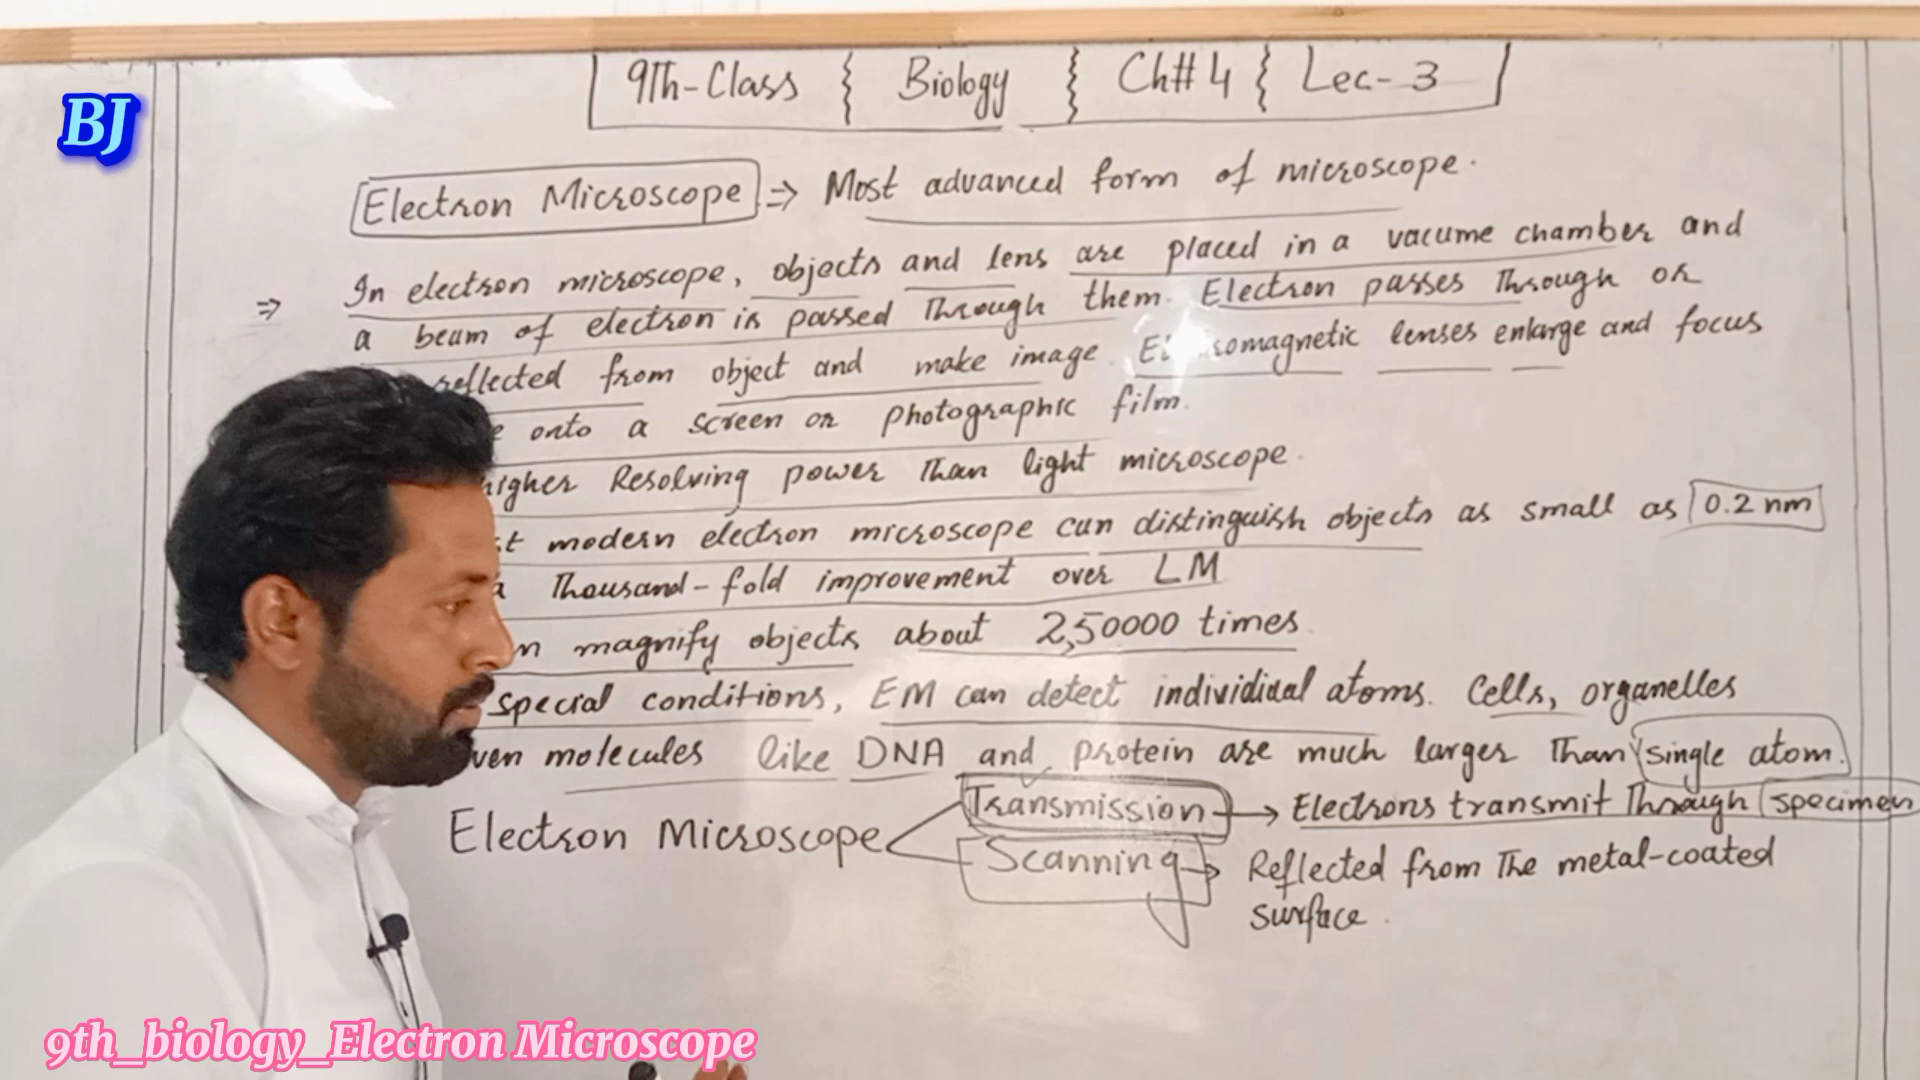 9Th-Class Biology Ch#4 Lec-3
BJ
Electron Microscope ⇒ Most advanced form of microscope.
⇒ In electron microscope, objects and lens are placed in a vacume chamber and
a beam of electron is passed Through them. Electron passes Through or
reflected from object and make image. lenses enlarge and focus
onto a screen or photographic film.
higher Resolving power Than light microscope.
modern electron microscope can distinguish objects as small as 0.2 nm
a Thousand-fold improvement over LM
magnify objects about 2,50000 times.
special conditions, EM can detect individidual atoms. Cells, organelles
molecules like DNA and protein are much larger Than single atom.
Electron Microscope
Transmission → Electrons transmit Through specimen
Scanning → Reflected from The metal-coated
surface.
9th_biology_Electron Microscope